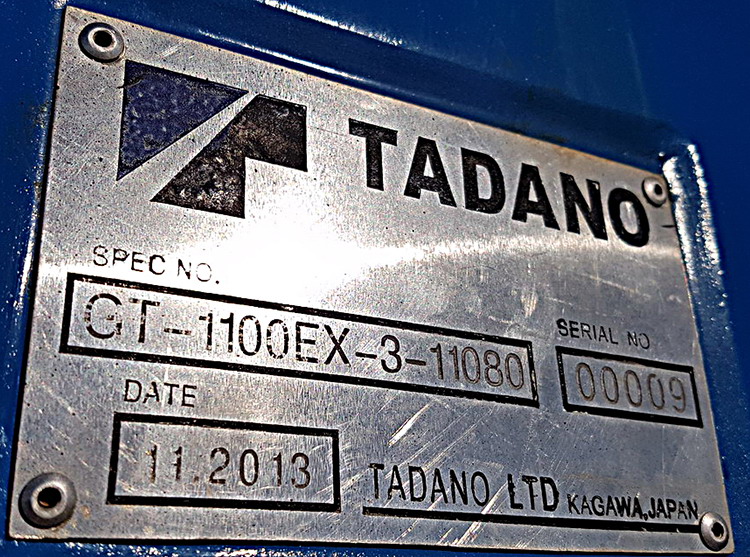 TADANO
SPEC NO.
GT-1100EX-3-11080
SERIAL NO
00009
DATE
11.2013
TADANO LTD KAGAWA,JAPAN